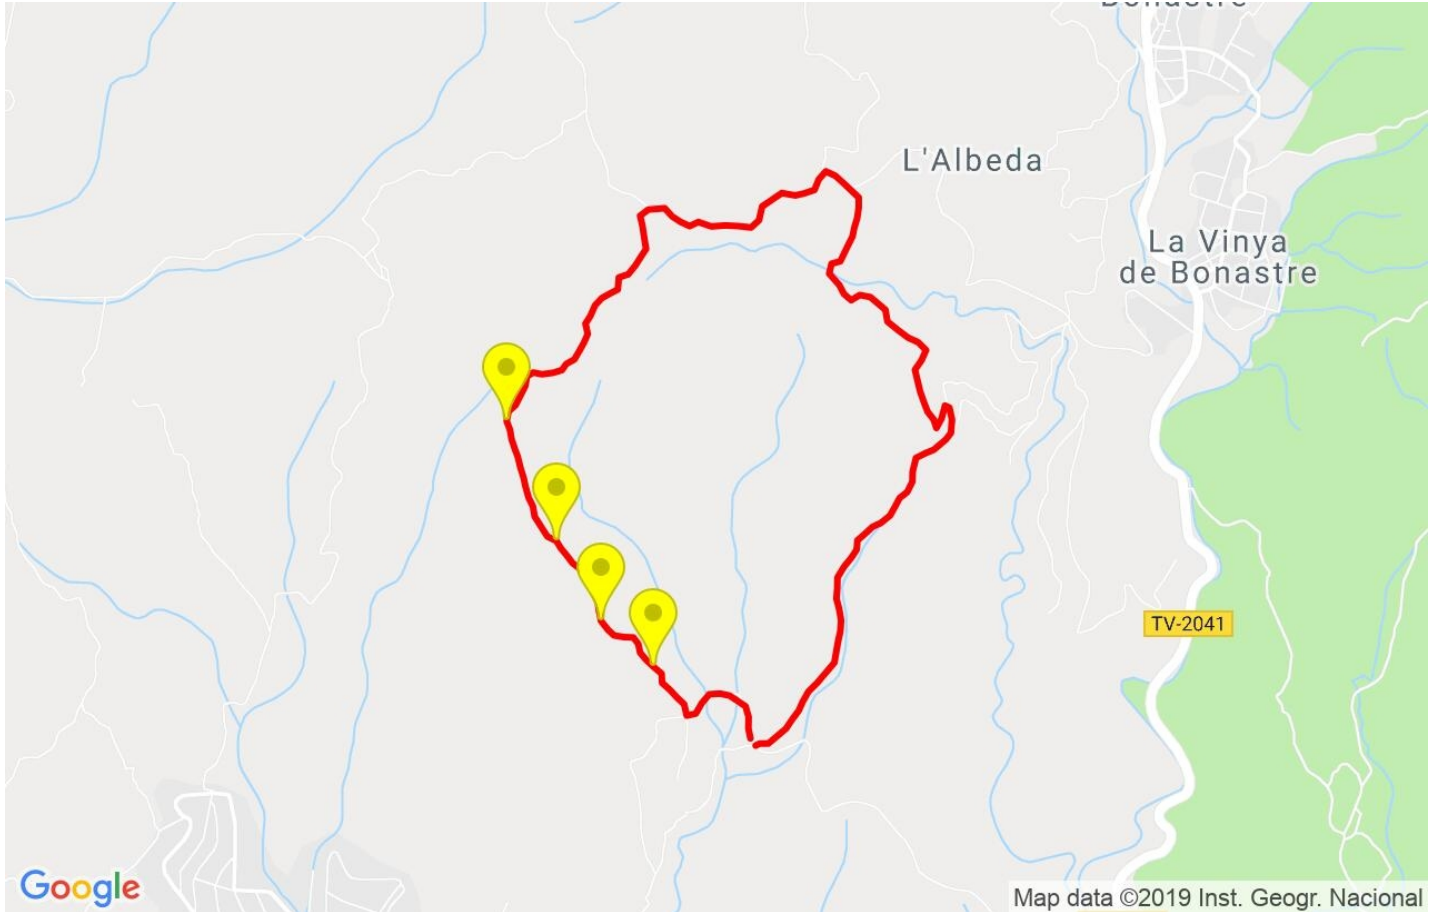 L'Albeda
La Vinya
de Bonastre
TV-2041
Google
Map data ©2019 Inst. Geogr. Nacional